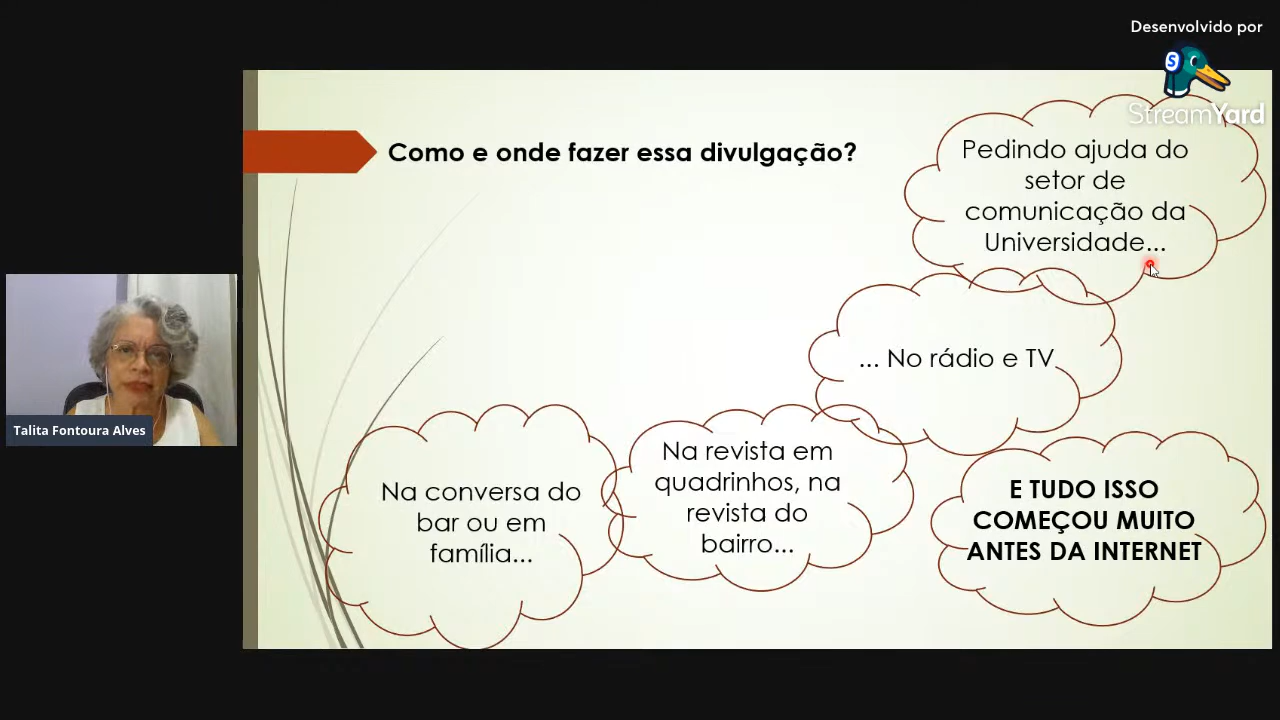 Desenvolvido por
StreamYard
Como e onde fazer essa divulgação?
Pedindo ajuda do
setor de
comunicação da
Universidade...
... No rádio e TV
Na revista em
quadrinhos, na
revista do
bairro...
Na conversa do
bar ou em
família...
E TUDO ISSO
COMEÇOU MUITO
ANTES DA INTERNET
Talita Fontoura Alves